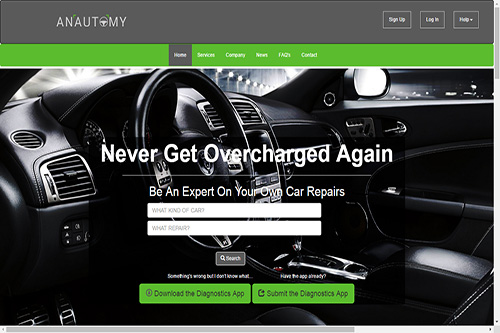 ANAUTOMY
Sign Up Log In Help
Home Services Company News FAQ's Contact
Never Get Overcharged Again
Be An Expert On Your Own Car Repairs
WHAT KIND OF CAR?
WHAT REPAIR?
Search
Something's wrong but I don't know what... Have the app already?
Download the Diagnostics App Submit the Diagnostics App